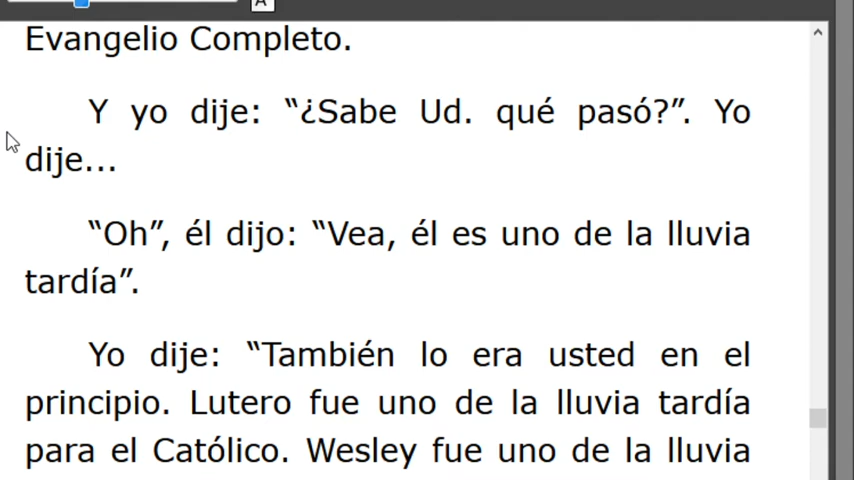 A
Evangelio Completo.
Y yo dije: “¿Sabe Ud. qué pasó?”. Yo
dije...
“Oh”, él dijo: “Vea, él es uno de la lluvia
tardía”.
Yo dije: “También lo era usted en el
principio. Lutero fue uno de la lluvia tardía
para el Católico. Wesley fue uno de la lluvia